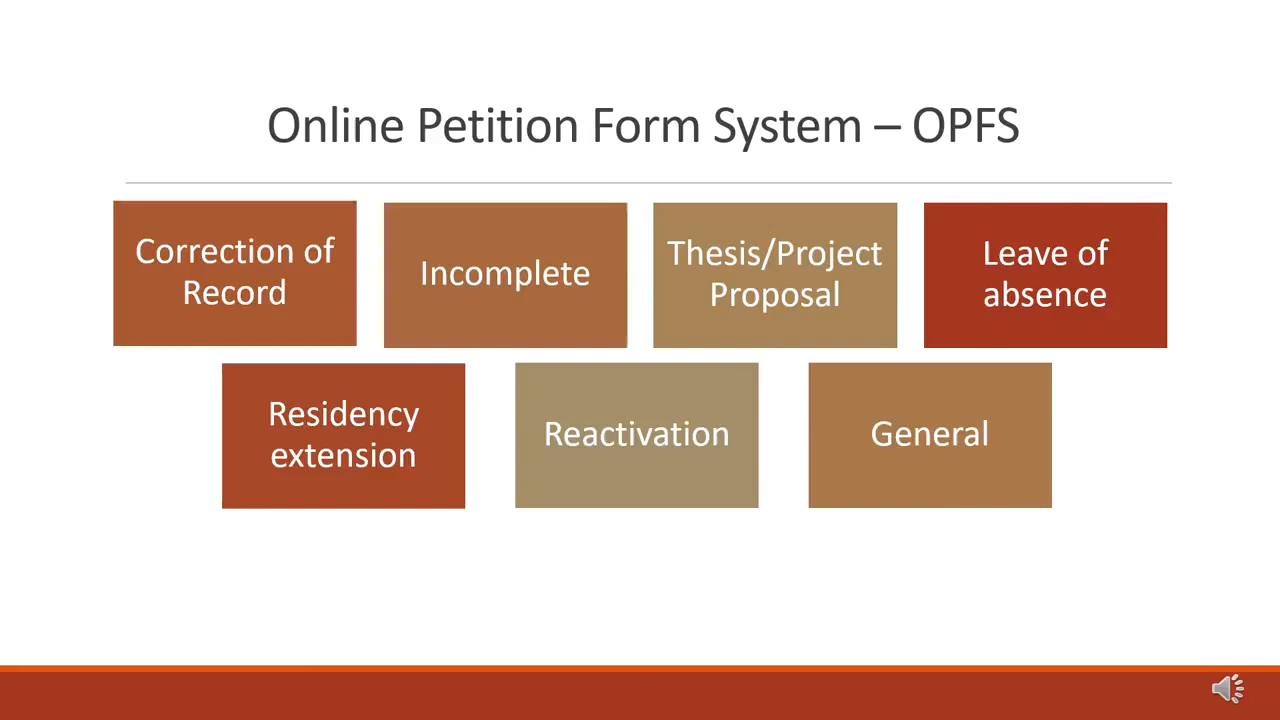 Online Petition Form System – OPFS
Correction of
Record
Incomplete
Thesis/Project
Proposal
Leave of
absence
Residency
extension
Reactivation
General